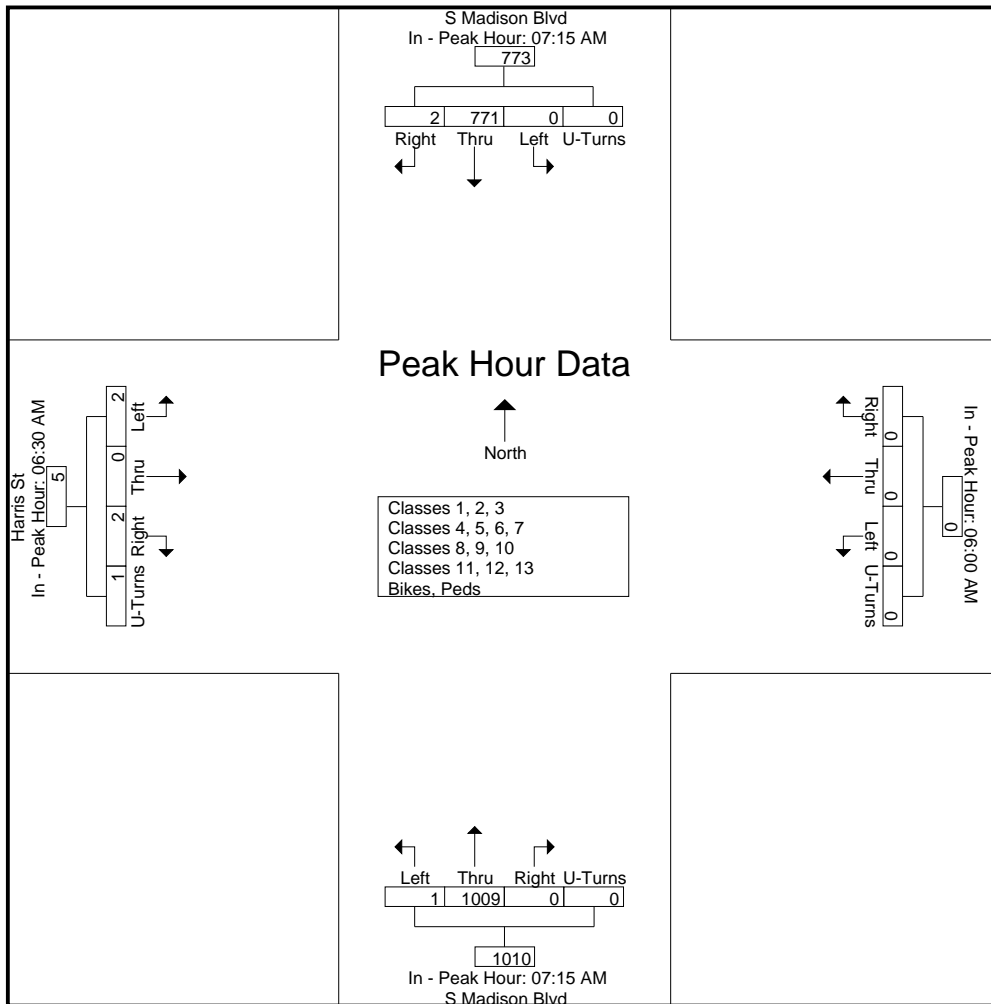 S Madison Blvd
In - Peak Hour: 07:15 AM
773
2 771 0 0
Right Thru Left U-Turns
Peak Hour Data
North
Classes 1, 2, 3
Classes 4, 5, 6, 7
Classes 8, 9, 10
Classes 11, 12, 13
Bikes, Peds
Harris St
In - Peak Hour: 06:30 AM
5
2 0 2 1
Left Thru Right U-Turns
In - Peak Hour: 06:00 AM
0
0 0 0 0
Right Thru Left U-Turns
Left Thru Right U-Turns
1 1009 0 0
1010
In - Peak Hour: 07:15 AM
S Madison Blvd